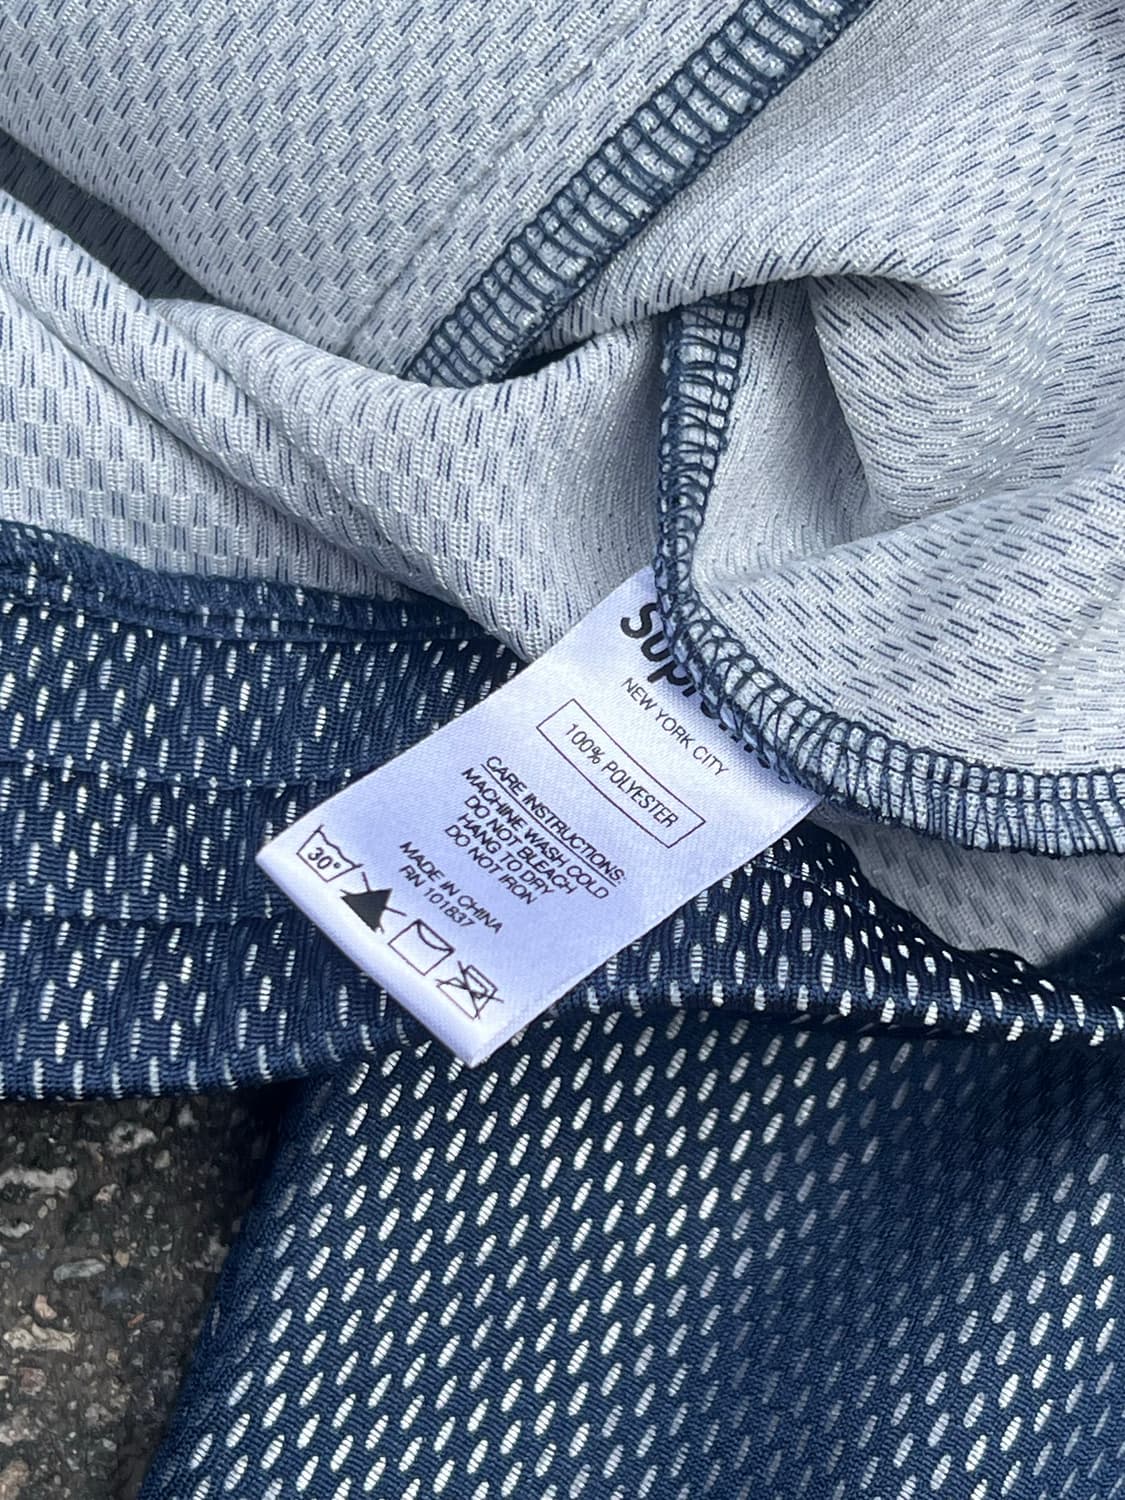 NEW YORK CITY
100% POLYESTER
CARE INSTRUCTIONS:
MACHINE WASH COLD
DO NOT BLEACH
HANG TO DRY
DO NOT IRON
MADE IN CHINA
RN 101837
30°